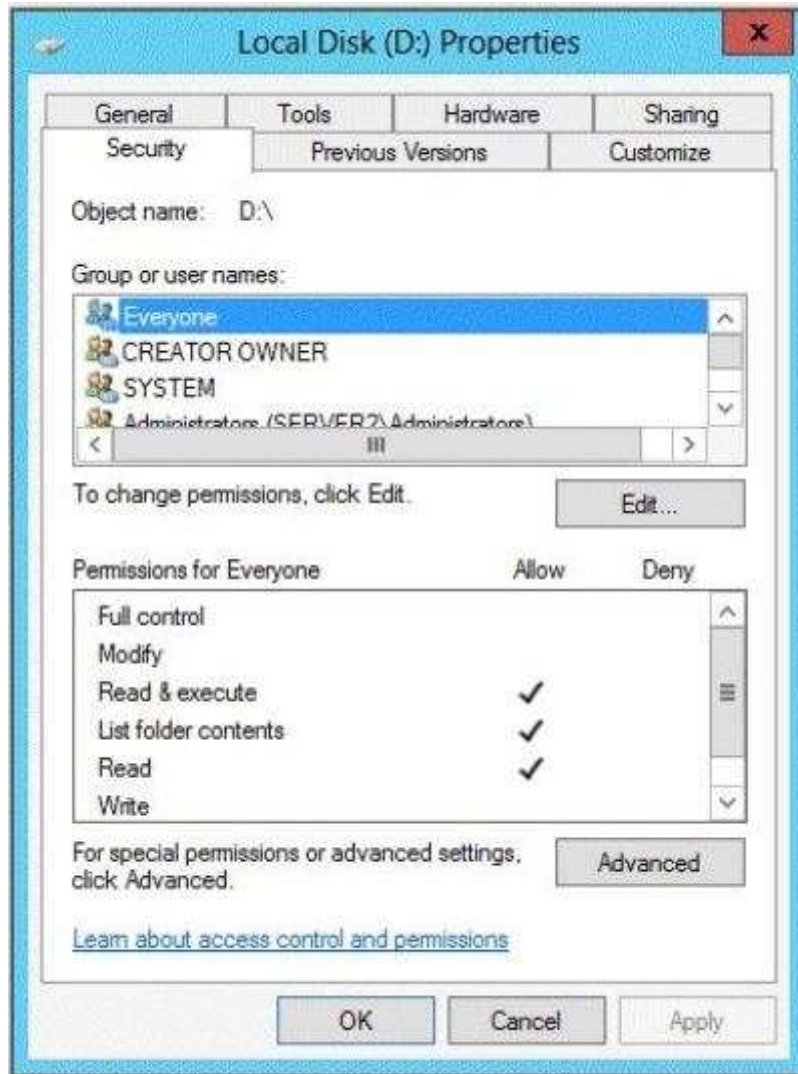 Local Disk (D:) Properties
x
General Tools Hardware Sharing
Security Previous Versions Customize
Object name: D:\
Group or user names:
Everyone
CREATOR OWNER
SYSTEM
Administrators (SERVER2\Administrators)
To change permissions, click Edit.
Edit...
Permissions for Everyone Allow Deny
Full control
Modify
Read & execute
List folder contents
Read
Write
For special permissions or advanced settings,
click Advanced.
Advanced
Learn about access control and permissions
OK Cancel Apply